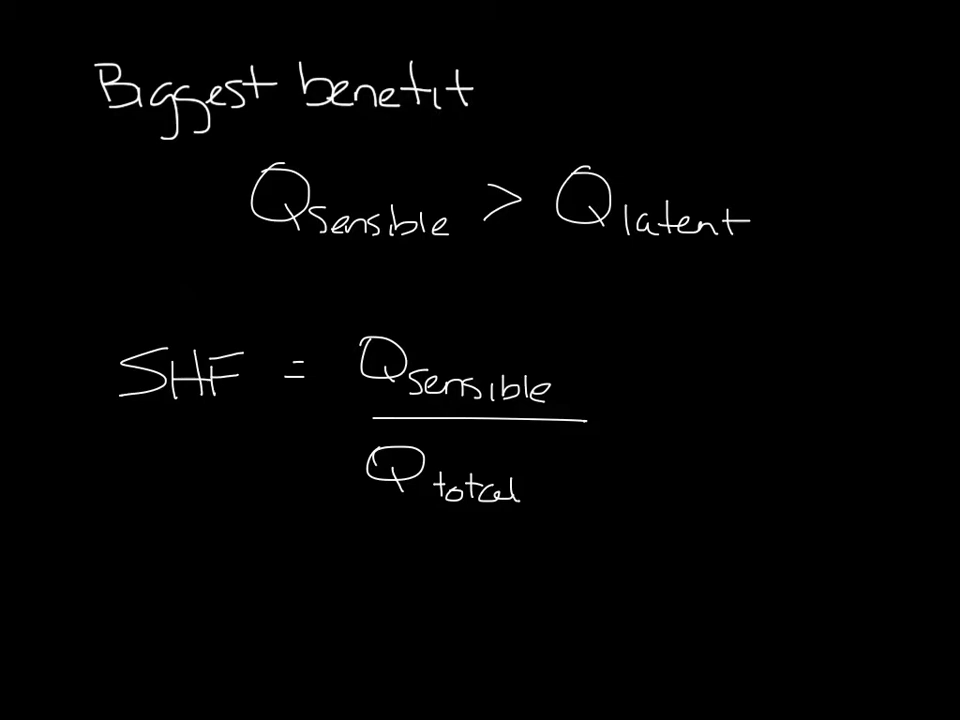 Biggest benefit
Qsensible > Qlatent
SHF = Qsensible
Qtotal